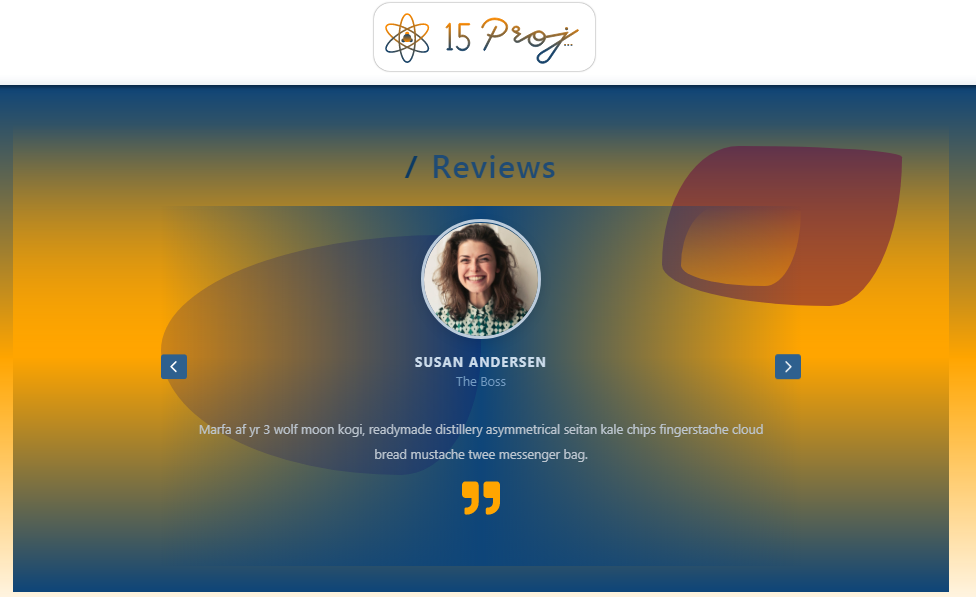 15 Proj...
/ Reviews
SUSAN ANDERSEN
The Boss
Marfa af yr 3 wolf moon kogi, readymade distillery asymmetrical seitan kale chips fingerstache cloud
bread mustache twee messenger bag.